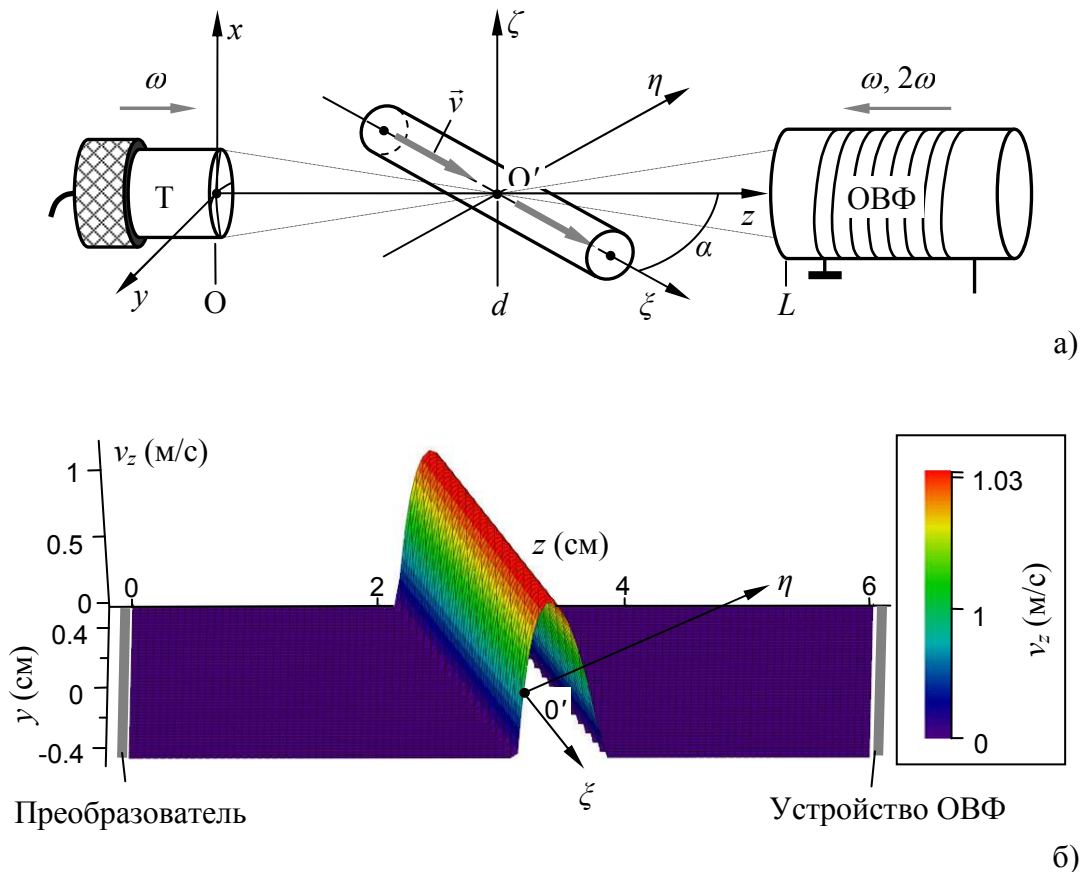 x
ζ
ω
v⃗
η
ω, 2ω
T
O′
ОВФ
z
α
y
O
d
ξ
L
а)
v_z (м/с)
1
0.5
0
z (см)
0
2
4
6
η
0.4
0
-0.4
y (см)
0′
ξ
1.03
1
0
v_z (м/с)
Преобразователь
Устройство ОВФ
б)